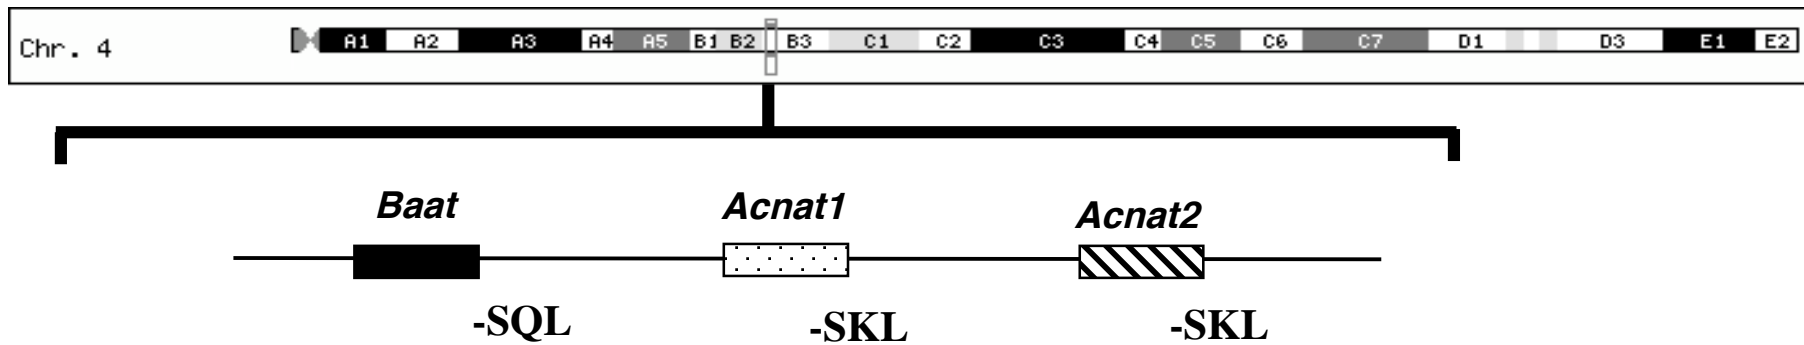 Chr. 4 A1 A2 A3 A4 A5 B1 B2 B3 C1 C2 C3 C4 C5 C6 C7 D1 D3 E1 E2
Baat Acnat1 Acnat2
-SQL -SKL -SKL